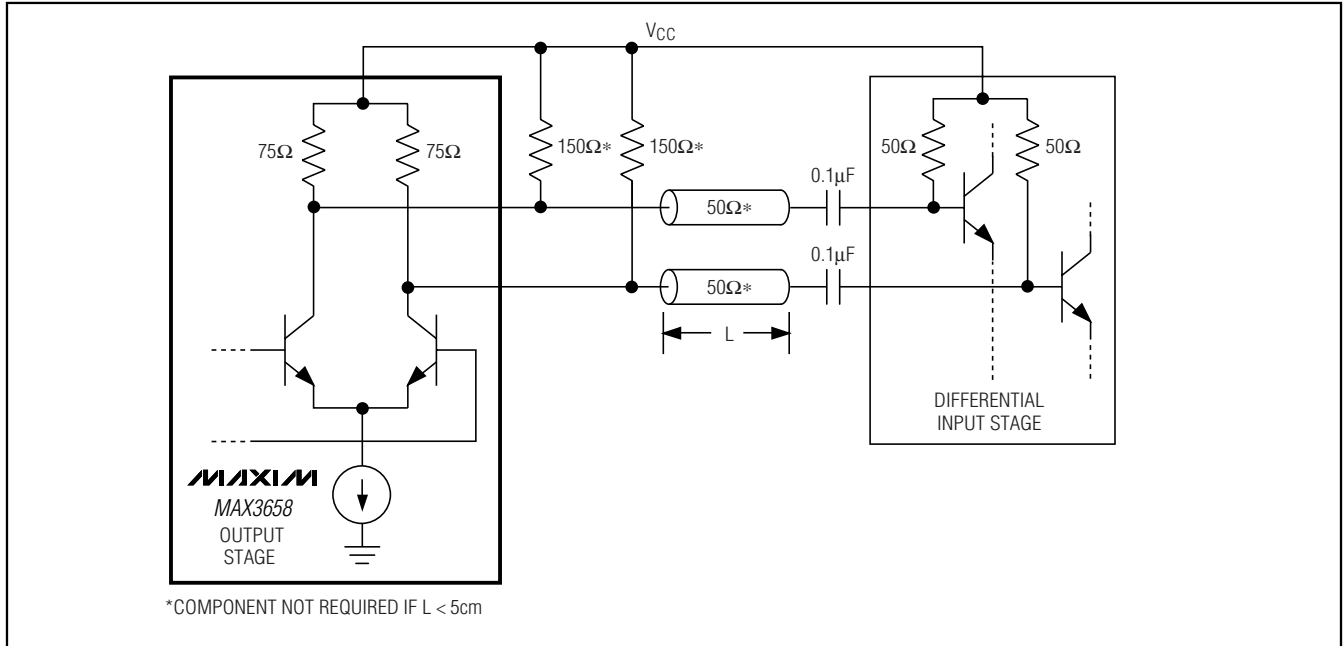 VCC
75Ω
75Ω
150Ω*
150Ω*
50Ω
50Ω
0.1µF
50Ω*
0.1µF
50Ω*
L
DIFFERENTIAL
INPUT STAGE
MAXIM
MAX3658
OUTPUT
STAGE
*COMPONENT NOT REQUIRED IF L < 5cm